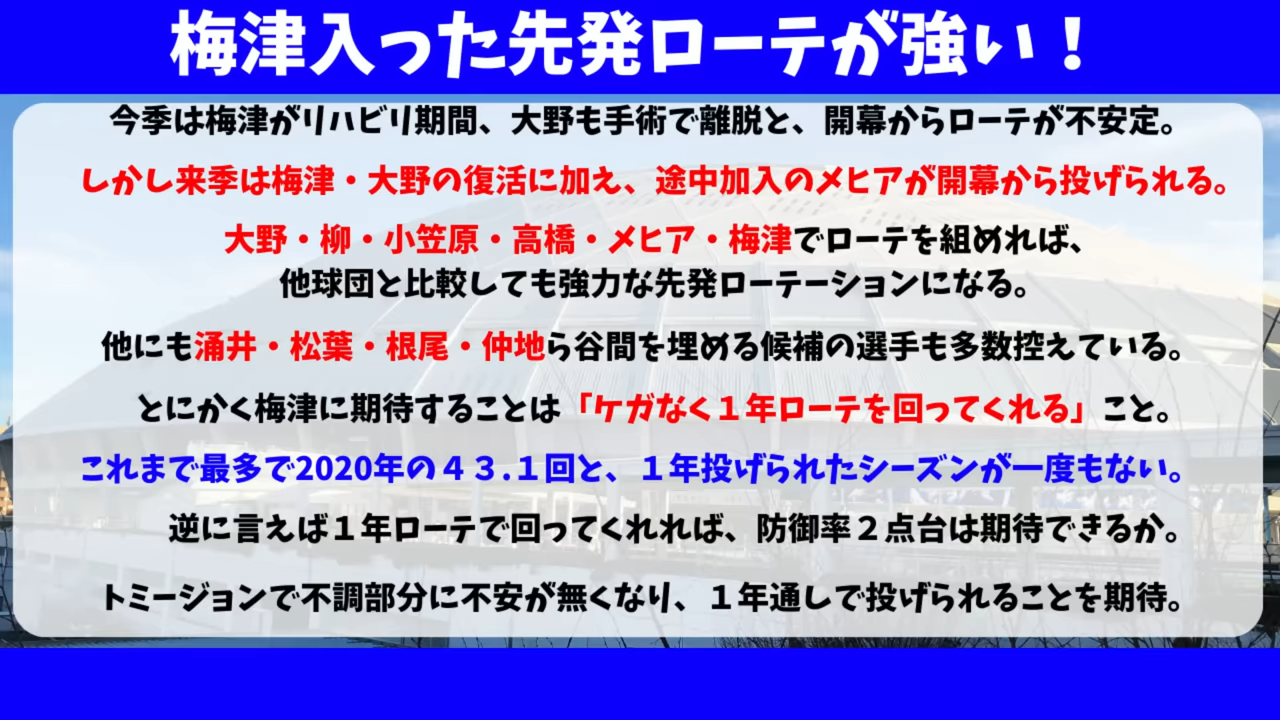 梅津入った先発ローテが強い！
今季は梅津がリハビリ期間、大野も手術で離脱と、開幕からローテが不安定。
しかし来季は梅津・大野の復活に加え、途中加入のメヒアが開幕から投げられる。
大野・柳・小笠原・高橋・メヒア・梅津でローテを組めれば、
他球団と比較しても強力な先発ローテーションになる。
他にも涌井・松葉・根尾・仲地ら谷間を埋める候補の選手も多数控えている。
とにかく梅津に期待することは「ケガなく１年ローテを回ってくれる」こと。
これまで最多で2020年の４３.１回と、１年投げられたシーズンが一度もない。
逆に言えば１年ローテで回ってくれれば、防御率２点台は期待できるか。
トミージョンで不調部分に不安が無くなり、１年通しで投げられることを期待。